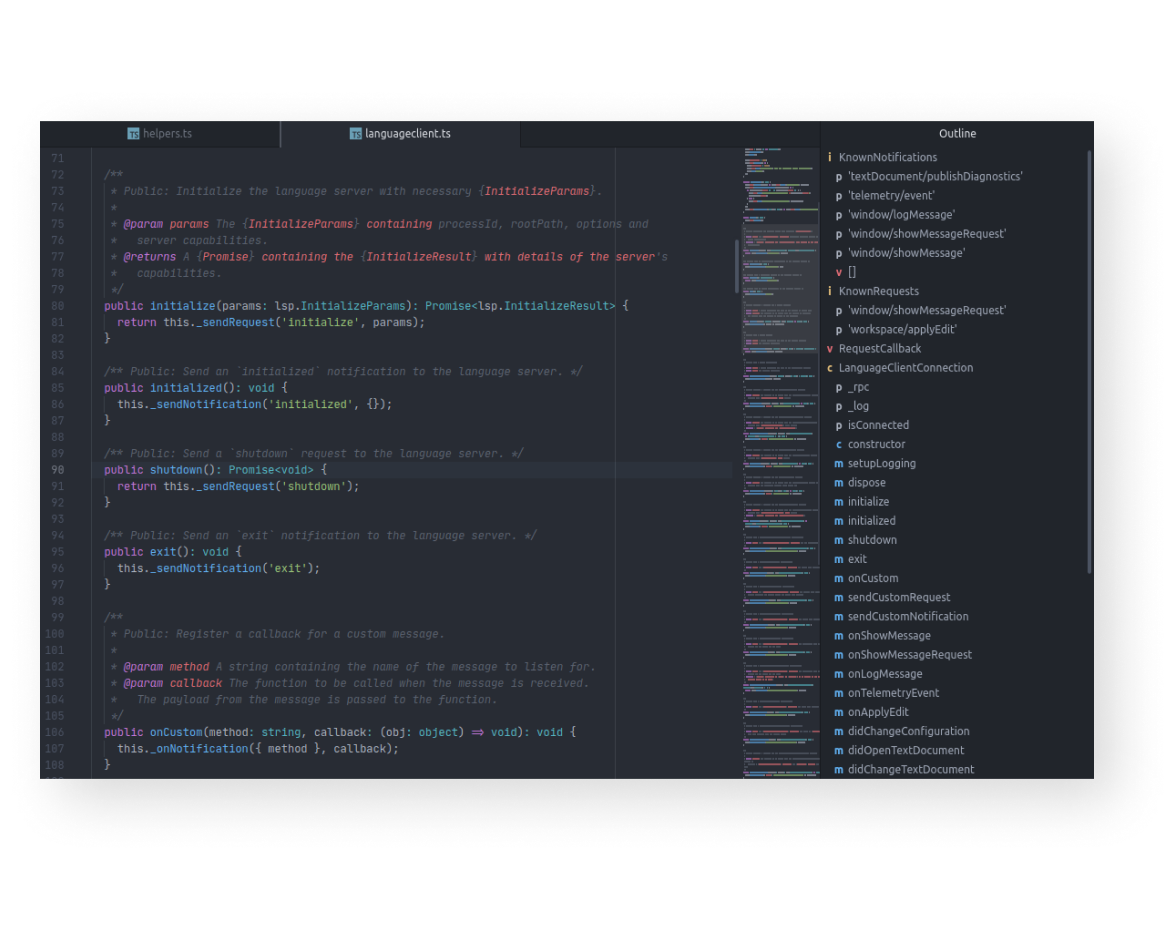 TS helpers.ts
TS languageclient.ts
Outline
71
72 /**
73 * Public: Initialize the language server with necessary {InitializeParams}.
74 *
75 * @param params The {InitializeParams} containing processId, rootPath, options and
76 *   server capabilities.
77 * @returns A {Promise} containing the {InitializeResult} with details of the server's
78 *   capabilities.
79 */
80 public initialize(params: lsp.InitializeParams): Promise<lsp.InitializeResult> {
81   return this._sendRequest('initialize', params);
82 }
83
84 /** Public: Send an `initialized` notification to the language server. */
85 public initialized(): void {
86   this._sendNotification('initialized', {});
87 }
88
89 /** Public: Send a `shutdown` request to the language server. */
90 public shutdown(): Promise<void> {
91   return this._sendRequest('shutdown');
92 }
93
94 /** Public: Send an `exit` notification to the language server. */
95 public exit(): void {
96   this._sendNotification('exit');
97 }
98
99 /**
100 * Public: Register a callback for a custom message.
101 *
102 * @param method A string containing the name of the message to listen for.
103 * @param callback The function to be called when the message is received.
104 *   The payload from the message is passed to the function.
105 */
106 public onCustom(method: string, callback: (obj: object) => void): void {
107   this._onNotification({ method }, callback);
108 }
i KnownNotifications
p 'textDocument/publishDiagnostics'
p 'telemetry/event'
p 'window/logMessage'
p 'window/showMessageRequest'
p 'window/showMessage'
v []
i KnownRequests
p 'window/showMessageRequest'
p 'workspace/applyEdit'
v RequestCallback
c LanguageClientConnection
p _rpc
p _log
p isConnected
c constructor
m setupLogging
m dispose
m initialize
m initialized
m shutdown
m exit
m onCustom
m sendCustomRequest
m sendCustomNotification
m onShowMessage
m onShowMessageRequest
m onLogMessage
m onTelemetryEvent
m onApplyEdit
m didChangeConfiguration
m didOpenTextDocument
m didChangeTextDocument